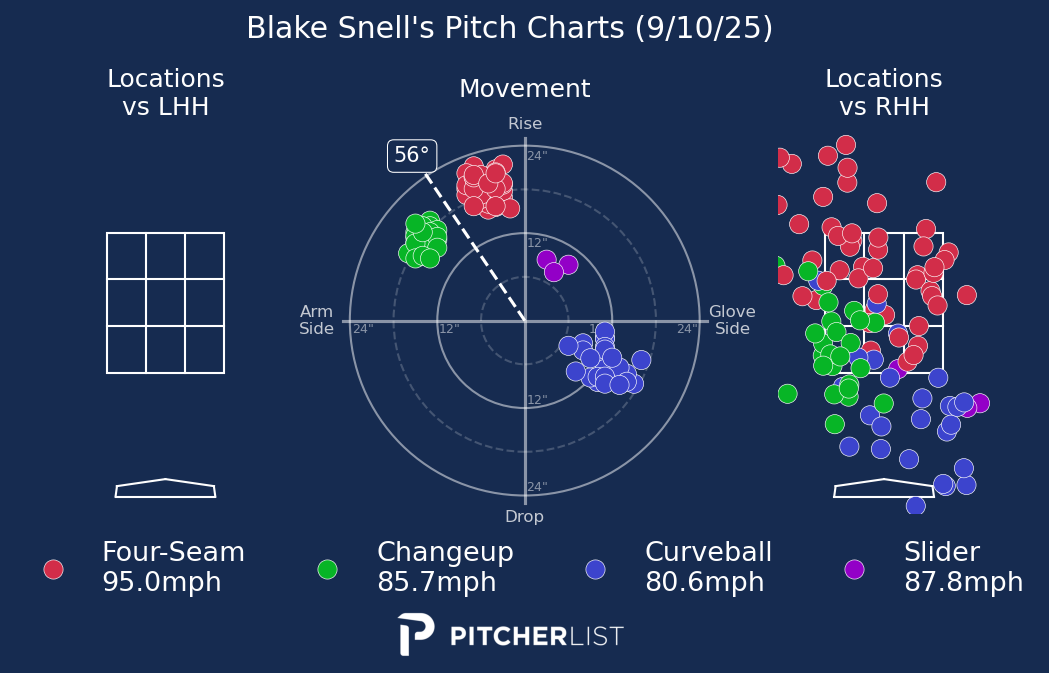 Blake Snell's Pitch Charts (9/10/25)
Locations
vs LHH
Movement
Locations
vs RHH
Rise
56°
24"
12"
Arm
Side
24"
12"
24"
Glove
Side
12"
24"
Drop
Four-Seam
95.0mph
Changeup
85.7mph
Curveball
80.6mph
Slider
87.8mph
PITCHERLIST